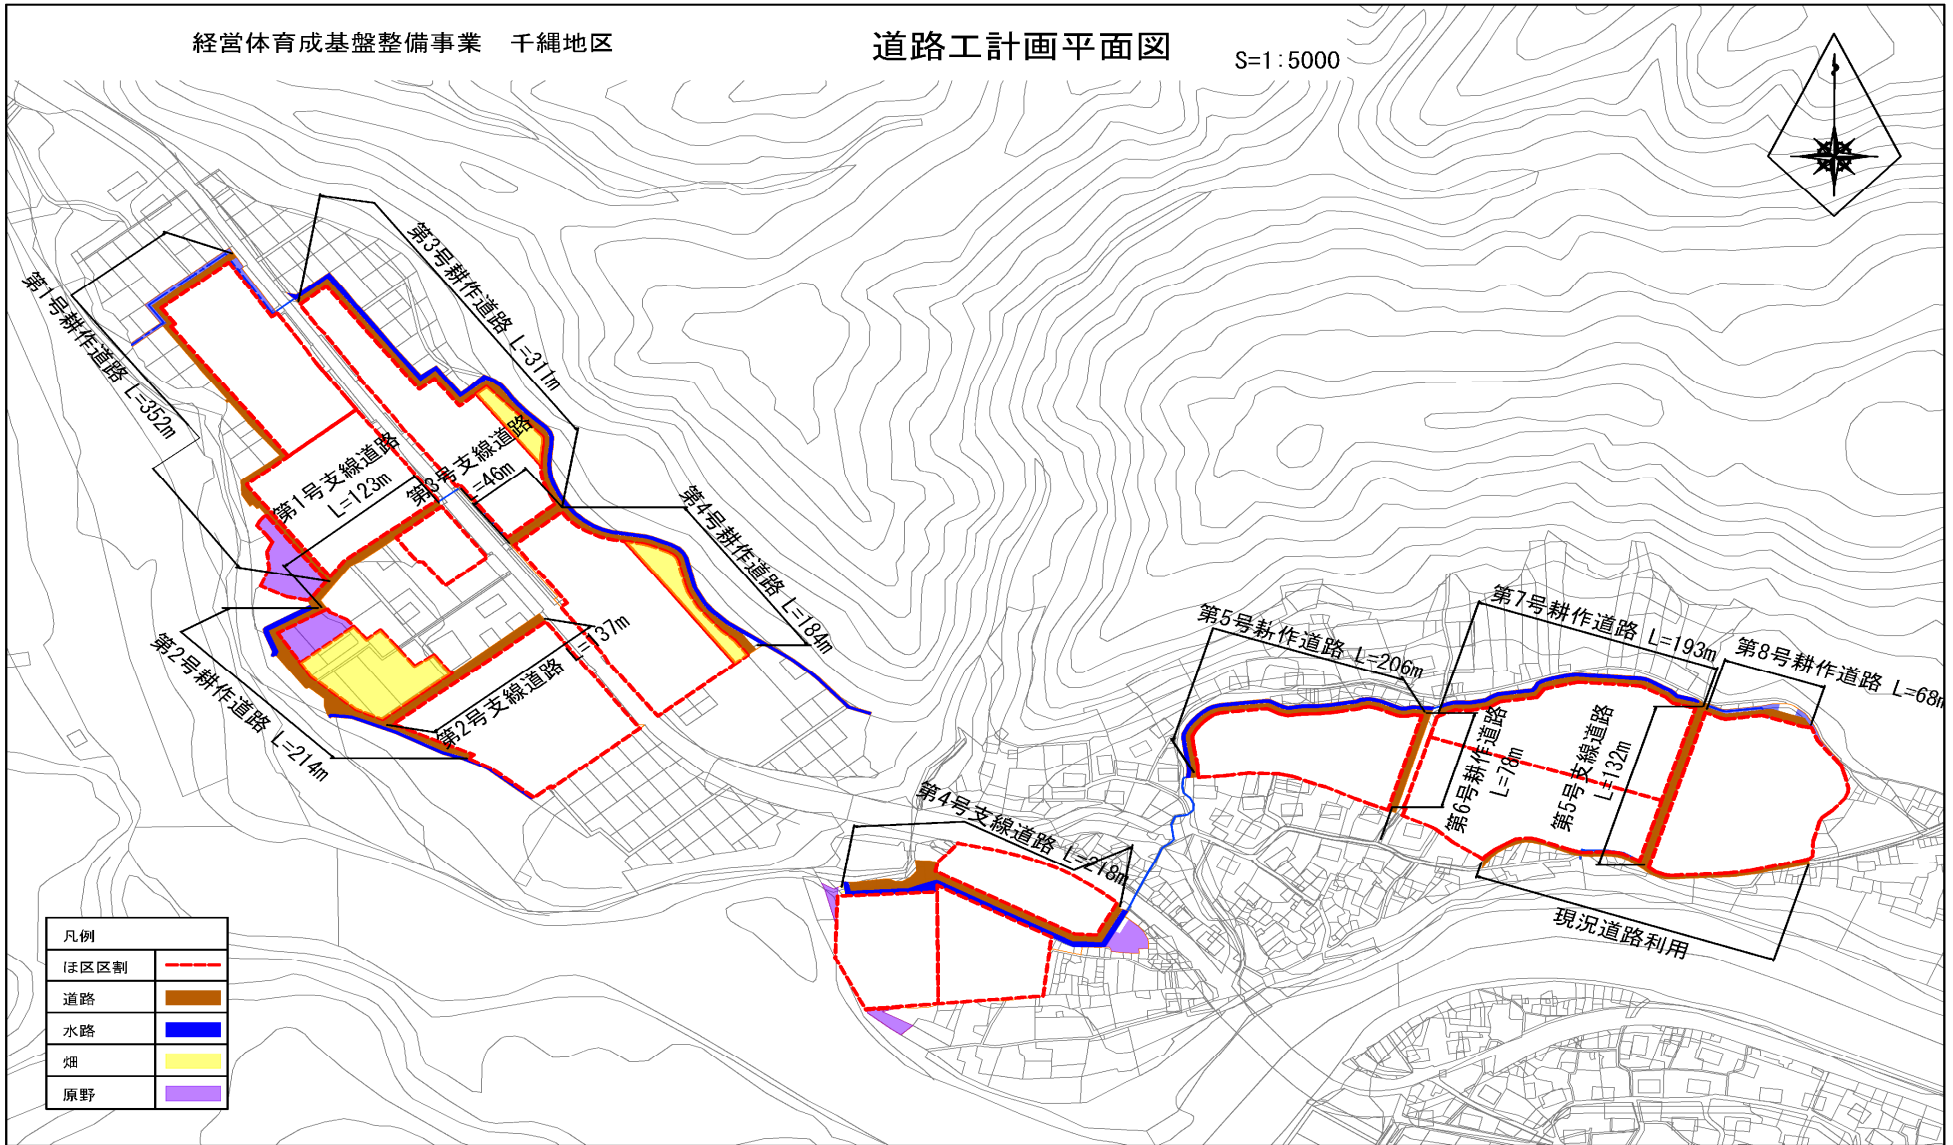 経営体育成基盤整備事業　千縄地区
道路工計画平面図
S=1:5000
第1号耕作道路 L=352m
第3号耕作道路 L=311m
第1号支線道路
L=123m
第3号支線道路
L=46m
第4号耕作道路 L=184m
第2号耕作道路 L=214m
第2号支線道路
L=137m
第4号支線道路 L=218m
第5号耕作道路 L=206m
第7号耕作道路 L=193m
第8号耕作道路 L=68m
第6号耕作道路
L=78m
第5号支線道路
L=132m
現況道路利用
凡例
ほ区区割
道路
水路
畑
原野